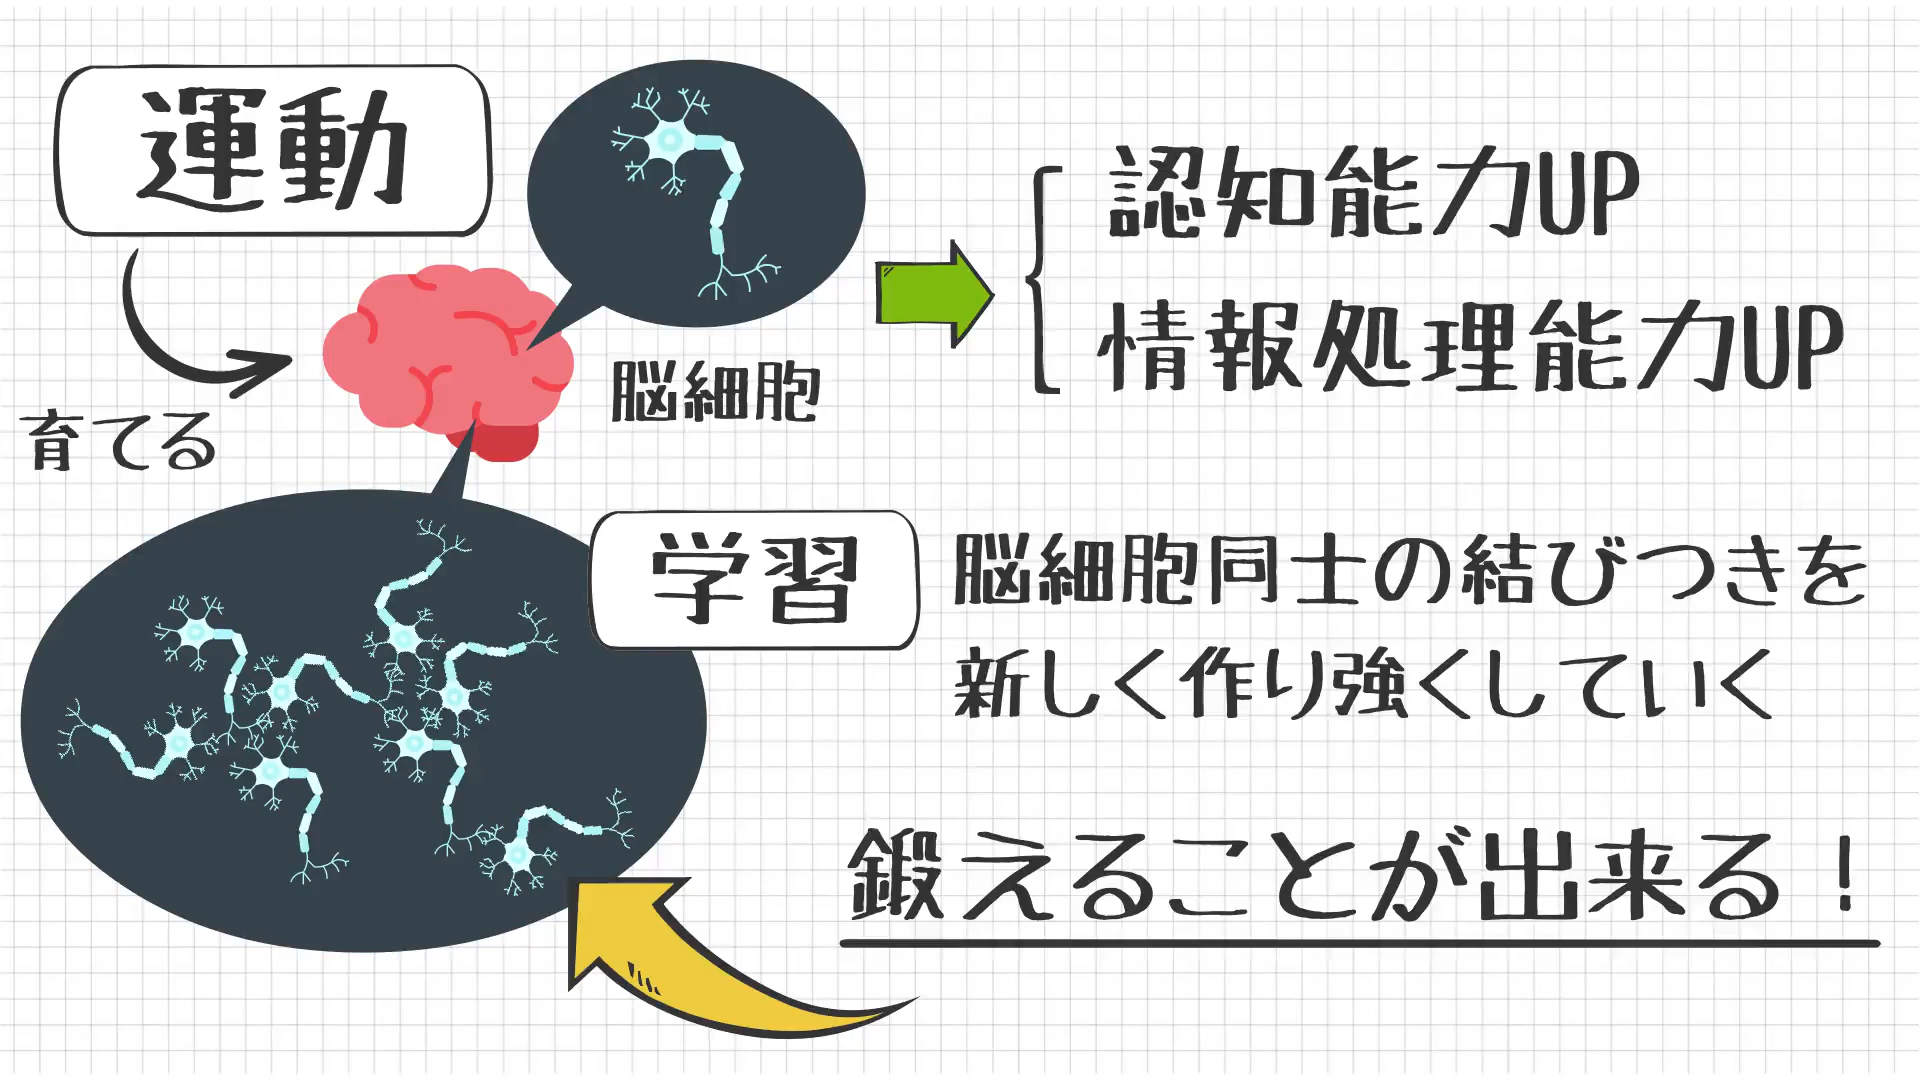 運動
育てる
脳細胞
認知能力UP
情報処理能力UP
学習
脳細胞同士の結びつきを
新しく作り強くしていく
鍛えることが出来る！